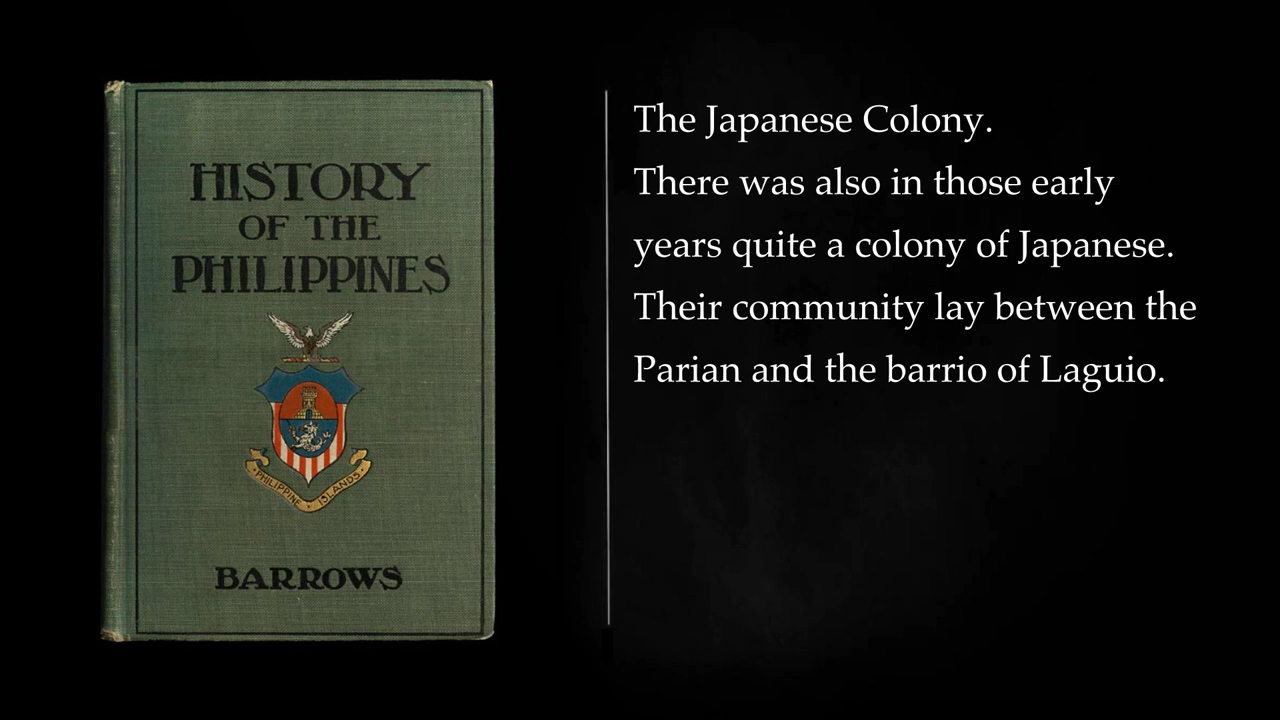 HISTORY
OF THE
PHILIPPINES
PHILIPPINE ISLANDS
BARROWS
The Japanese Colony.
There was also in those early
years quite a colony of Japanese.
Their community lay between the
Parian and the barrio of Laguio.